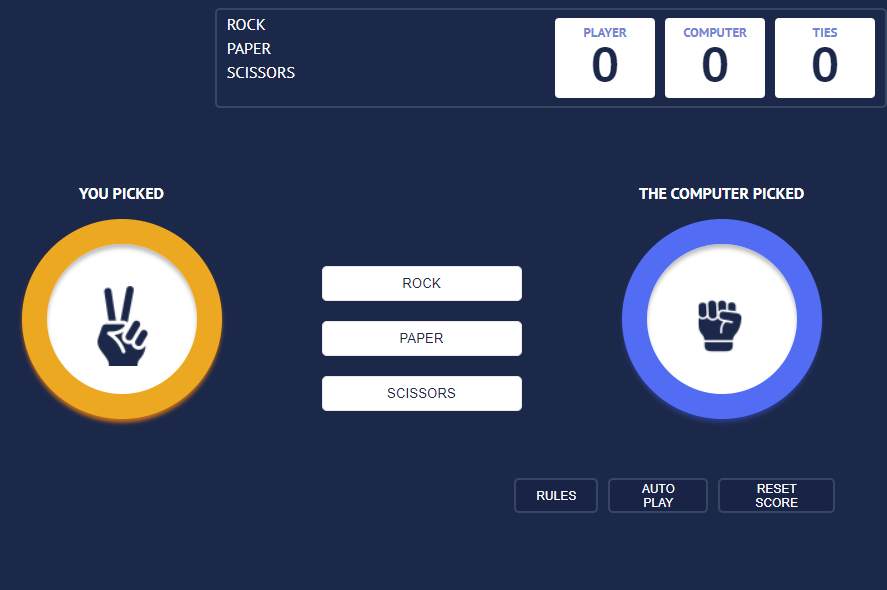 ROCK
PAPER
SCISSORS
PLAYER
0
COMPUTER
0
TIES
0
YOU PICKED
THE COMPUTER PICKED
ROCK
PAPER
SCISSORS
RULES
AUTO
PLAY
RESET
SCORE